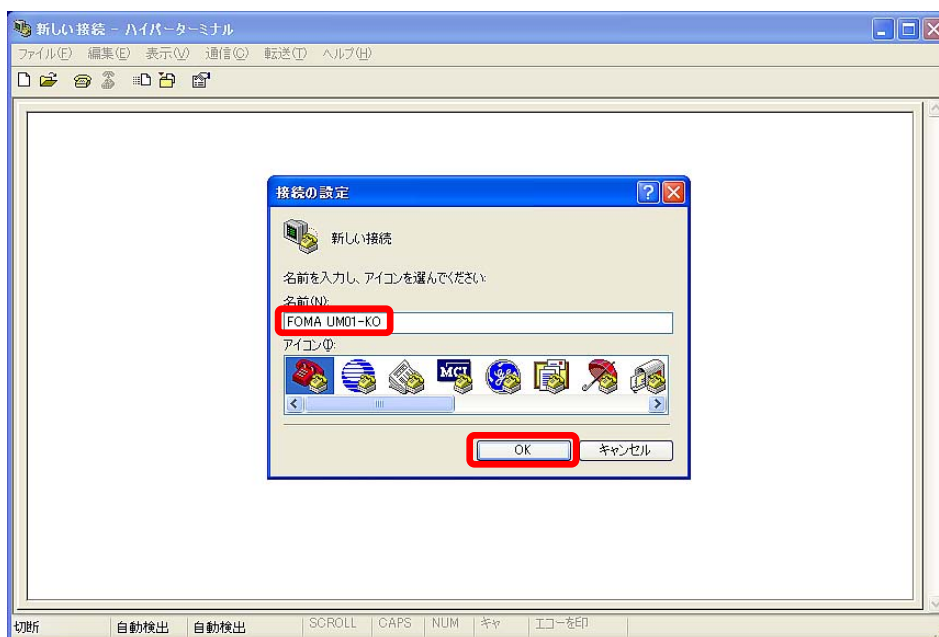 新しい接続 - ハイパーターミナル
ファイル(F) 編集(E) 表示(V) 通信(C) 転送(T) ヘルプ(H)
接続の設定
新しい接続
名前を入力し、アイコンを選んでください:
名前(N):
FOMA UM01-KO
アイコン(I):
MCI
OK キャンセル
切断 自動検出 自動検出 SCROLL CAPS NUM キャ エコーを印